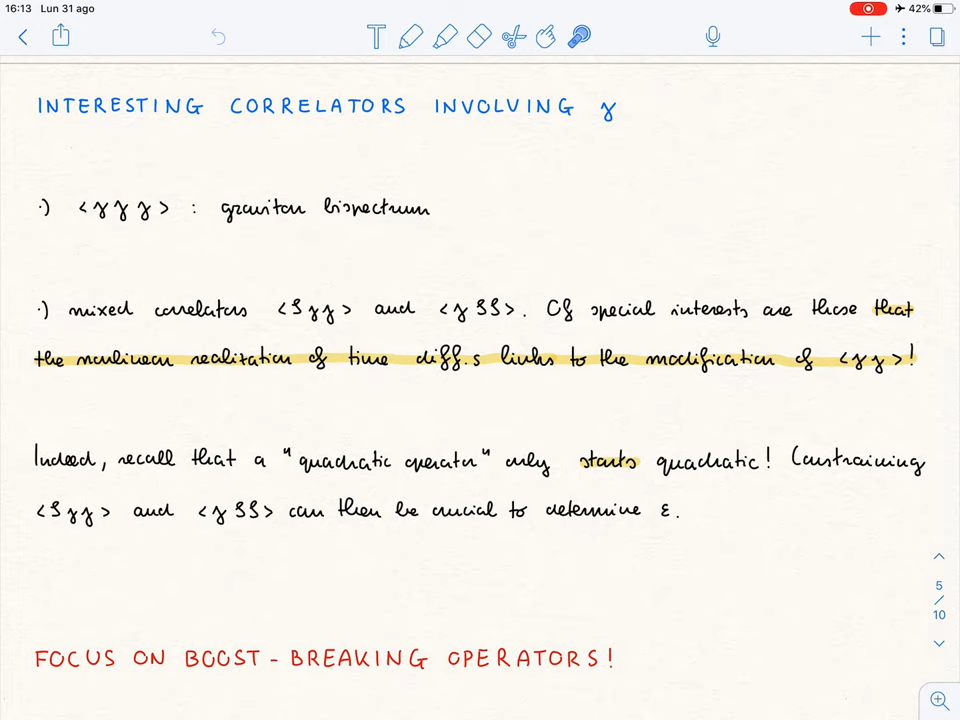 16:13 Lun 31 ago
42%
INTERESTING CORRELATORS INVOLVING γ
·) <γγγ> : graviton bispectrum
·) mixed correlators <ζγγ> and <γζζ>. Of special interests are those that
the nonlinear realization of time diff.s links to the modification of <γγ>!
Indeed, recall that a "quadratic operator" only starts quadratic! Constraining
<ζγγ> and <γζζ> can then be crucial to determine ε.
5
/
10
FOCUS ON BOOST-BREAKING OPERATORS!